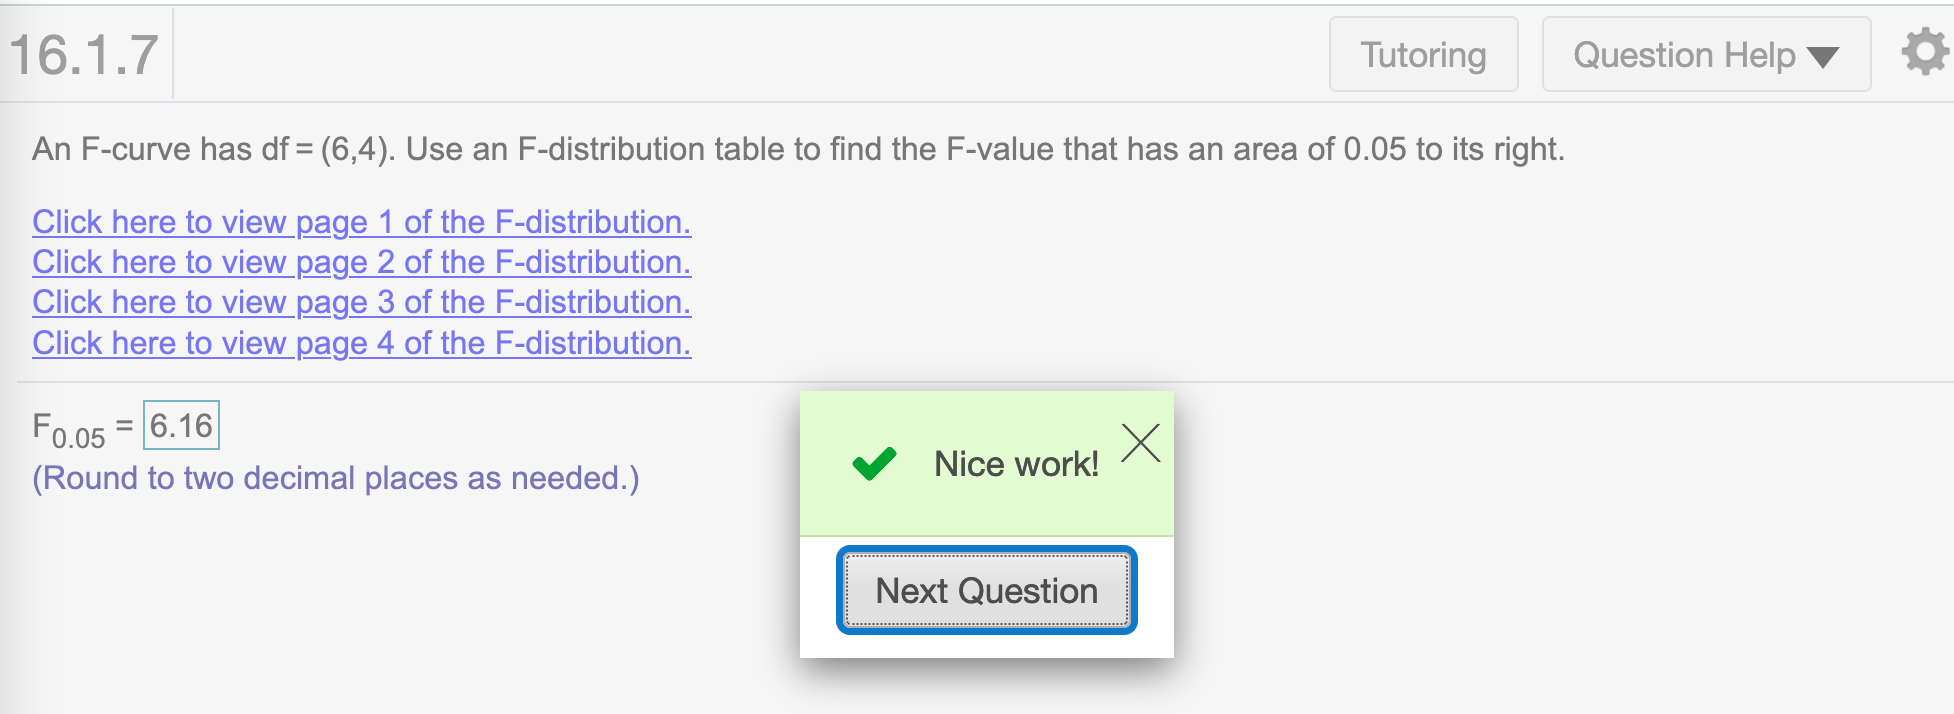 16.1.7
Tutoring
Question Help
An F-curve has df = (6,4). Use an F-distribution table to find the F-value that has an area of 0.05 to its right.
Click here to view page 1 of the F-distribution.
Click here to view page 2 of the F-distribution.
Click here to view page 3 of the F-distribution.
Click here to view page 4 of the F-distribution.
F0.05 = 6.16
(Round to two decimal places as needed.)
Nice work!
Next Question